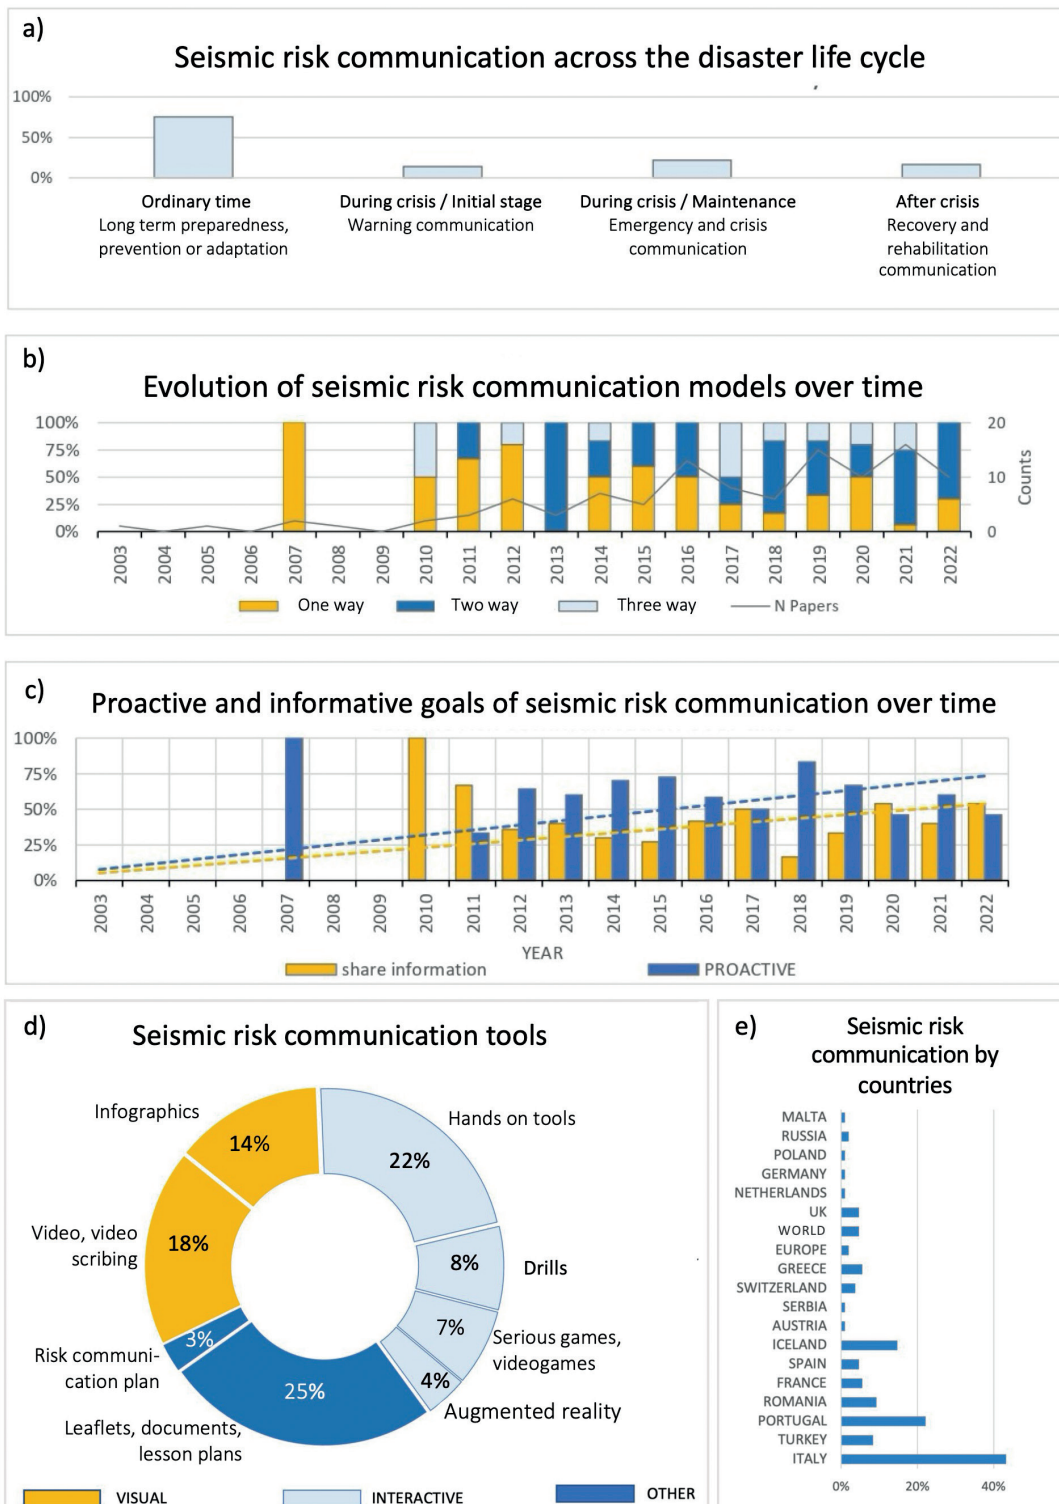 a)
Seismic risk communication across the disaster life cycle
100%
50%
0%
Ordinary time
Long term preparedness,
prevention or adaptation
During crisis / Initial stage
Warning communication
During crisis / Maintenance
Emergency and crisis
communication
After crisis
Recovery and
rehabilitation
communication
b)
Evolution of seismic risk communication models over time
100%
75%
50%
25%
0%
20
10
0
Counts
2003 2004 2005 2006 2007 2008 2009 2010 2011 2012 2013 2014 2015 2016 2017 2018 2019 2020 2021 2022
One way Two way Three way N Papers
c)
Proactive and informative goals of seismic risk communication over time
100%
75%
50%
25%
0%
2003 2004 2005 2006 2007 2008 2009 2010 2011 2012 2013 2014 2015 2016 2017 2018 2019 2020 2021 2022
YEAR
share information PROACTIVE
d)
Seismic risk communication tools
Infographics
14%
Hands on tools
22%
Video, video
scribing
18%
8%
Drills
7%
Serious games,
videogames
4%
Augmented reality
3%
Risk communi-
cation plan
25%
Leaflets, documents,
lesson plans
VISUAL INTERACTIVE OTHER
e)
Seismic risk
communication by
countries
MALTA
RUSSIA
POLAND
GERMANY
NETHERLANDS
UK
WORLD
EUROPE
GREECE
SWITZERLAND
SERBIA
AUSTRIA
ICELAND
SPAIN
FRANCE
ROMANIA
PORTUGAL
TURKEY
ITALY
0% 20% 40%